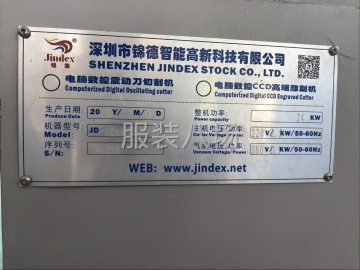 Jindex
锦德
深圳市锦德智能高新科技有限公司
SHENZHEN JINDEX STOCK CO., LTD.
电脑数控震动刀切割机
Computerized Digital Oscillating Cutter
电脑数控CCD高端雕刻机
Computerized Digital CCD Engraved Cutter
生产日期: 20 Y/ M/ D
Produce Date
整机功率: 24 KW
Power capacity
机器型号: JD
主机电压/功率: 220V/ KW/50-60Hz
序列号
S/N:
气泵电压/功率: 380V/ KW/50-60Hz
Vacuum Voltage/Power
WEB: www.jindex.net
服装